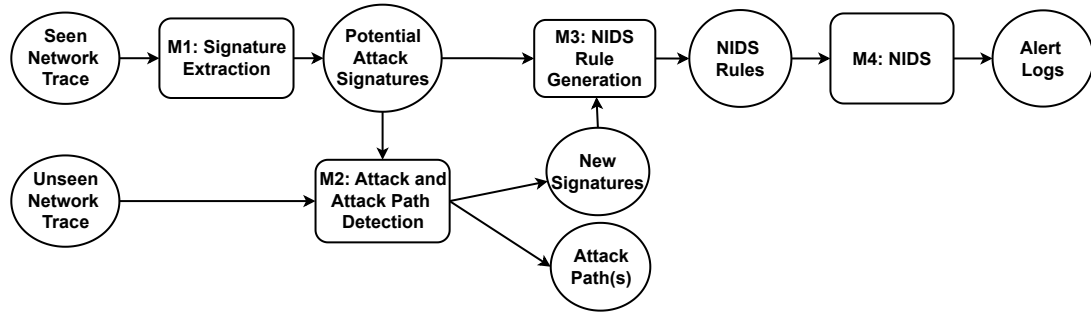 Seen
Network
Trace
M1: Signature
Extraction
Potential
Attack
Signatures
M3: NIDS
Rule
Generation
NIDS
Rules
M4: NIDS
Alert
Logs
Unseen
Network
Trace
M2: Attack and
Attack Path
Detection
New
Signatures
Attack
Path(s)